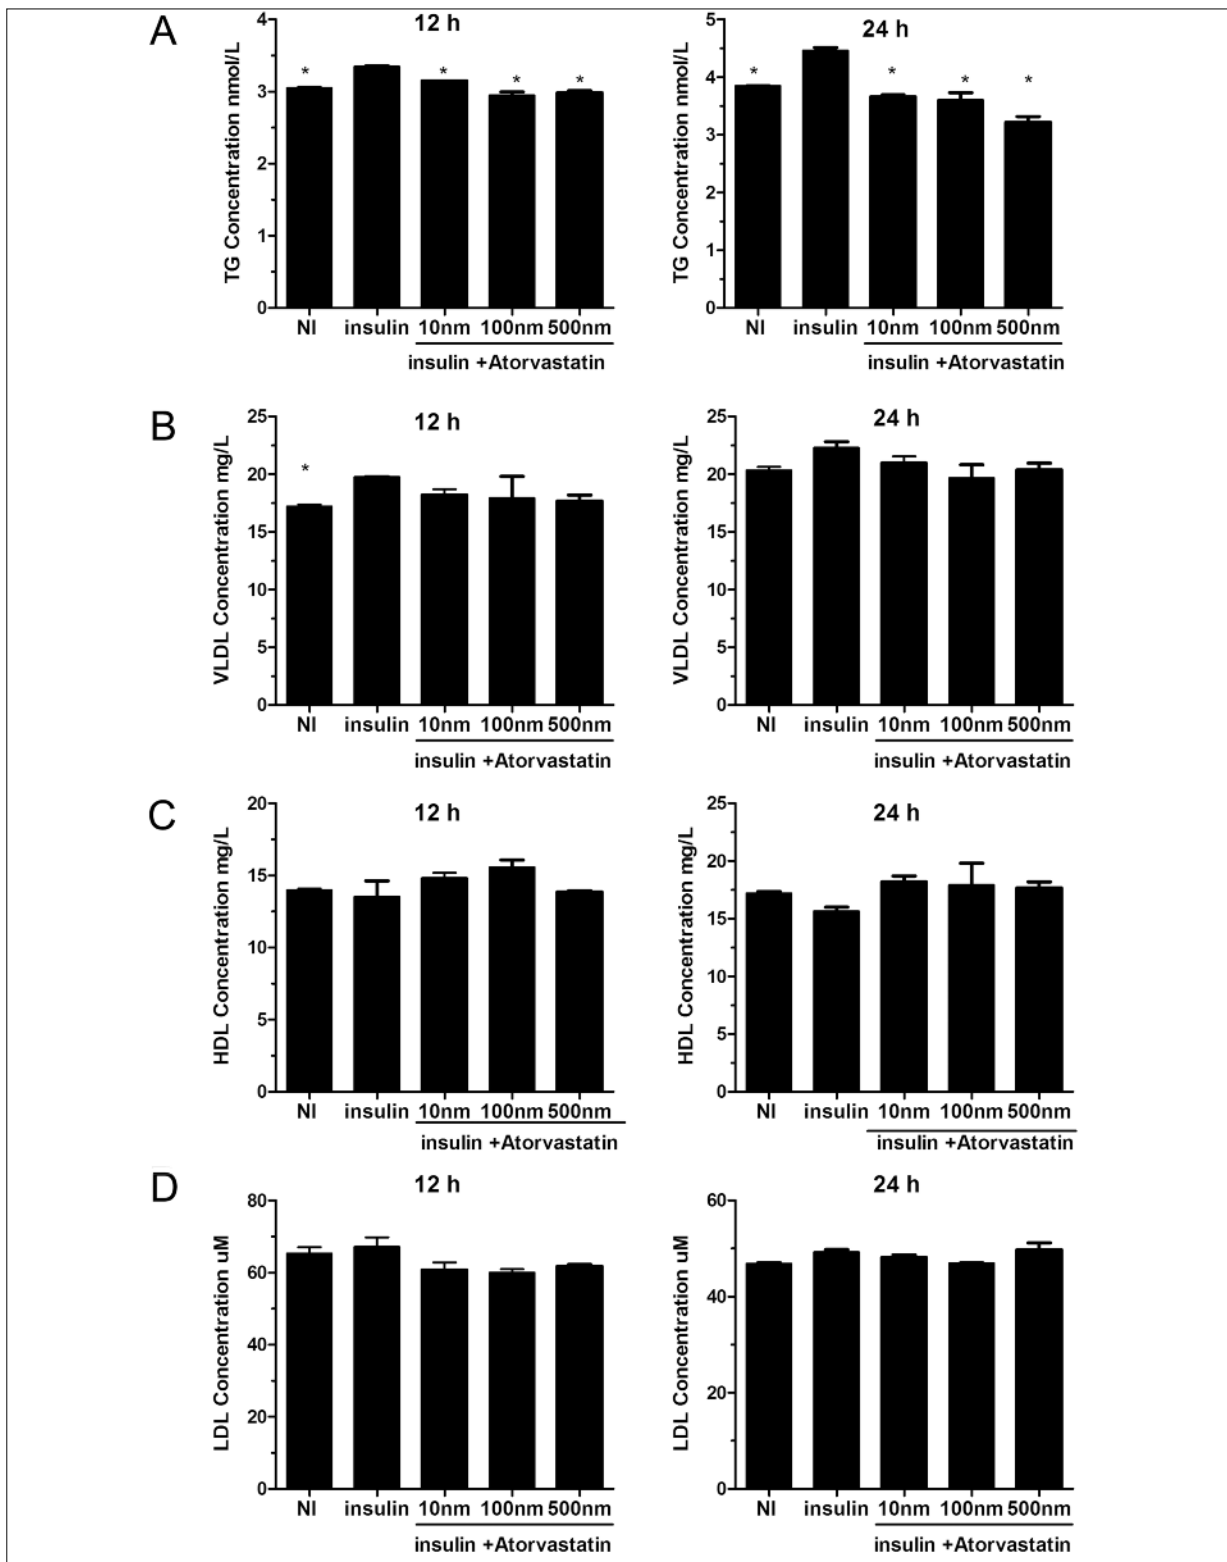 A
12 h
24 h
TG Concentration nmol/L
4
3
2
1
0
NI insulin 10nm 100nm 500nm
insulin +Atorvastatin
* * * *
TG Concentration nmol/L
5
4
3
2
1
0
NI insulin 10nm 100nm 500nm
insulin +Atorvastatin
* * * *
B
12 h
24 h
VLDL Concentration mg/L
25
20
15
10
5
0
NI insulin 10nm 100nm 500nm
insulin +Atorvastatin
*
VLDL Concentration mg/L
25
20
15
10
5
0
NI insulin 10nm 100nm 500nm
insulin +Atorvastatin
C
12 h
24 h
HDL Concentration mg/L
20
15
10
5
0
NI insulin 10nm 100nm 500nm
insulin +Atorvastatin
HDL Concentration mg/L
25
20
15
10
5
0
NI insulin 10nm 100nm 500nm
insulin +Atorvastatin
D
12 h
24 h
LDL Concentration uM
80
60
40
20
0
NI insulin 10nm 100nm 500nm
insulin +Atorvastatin
LDL Concentration uM
60
40
20
0
NI insulin 10nm 100nm 500nm
insulin +Atorvastatin